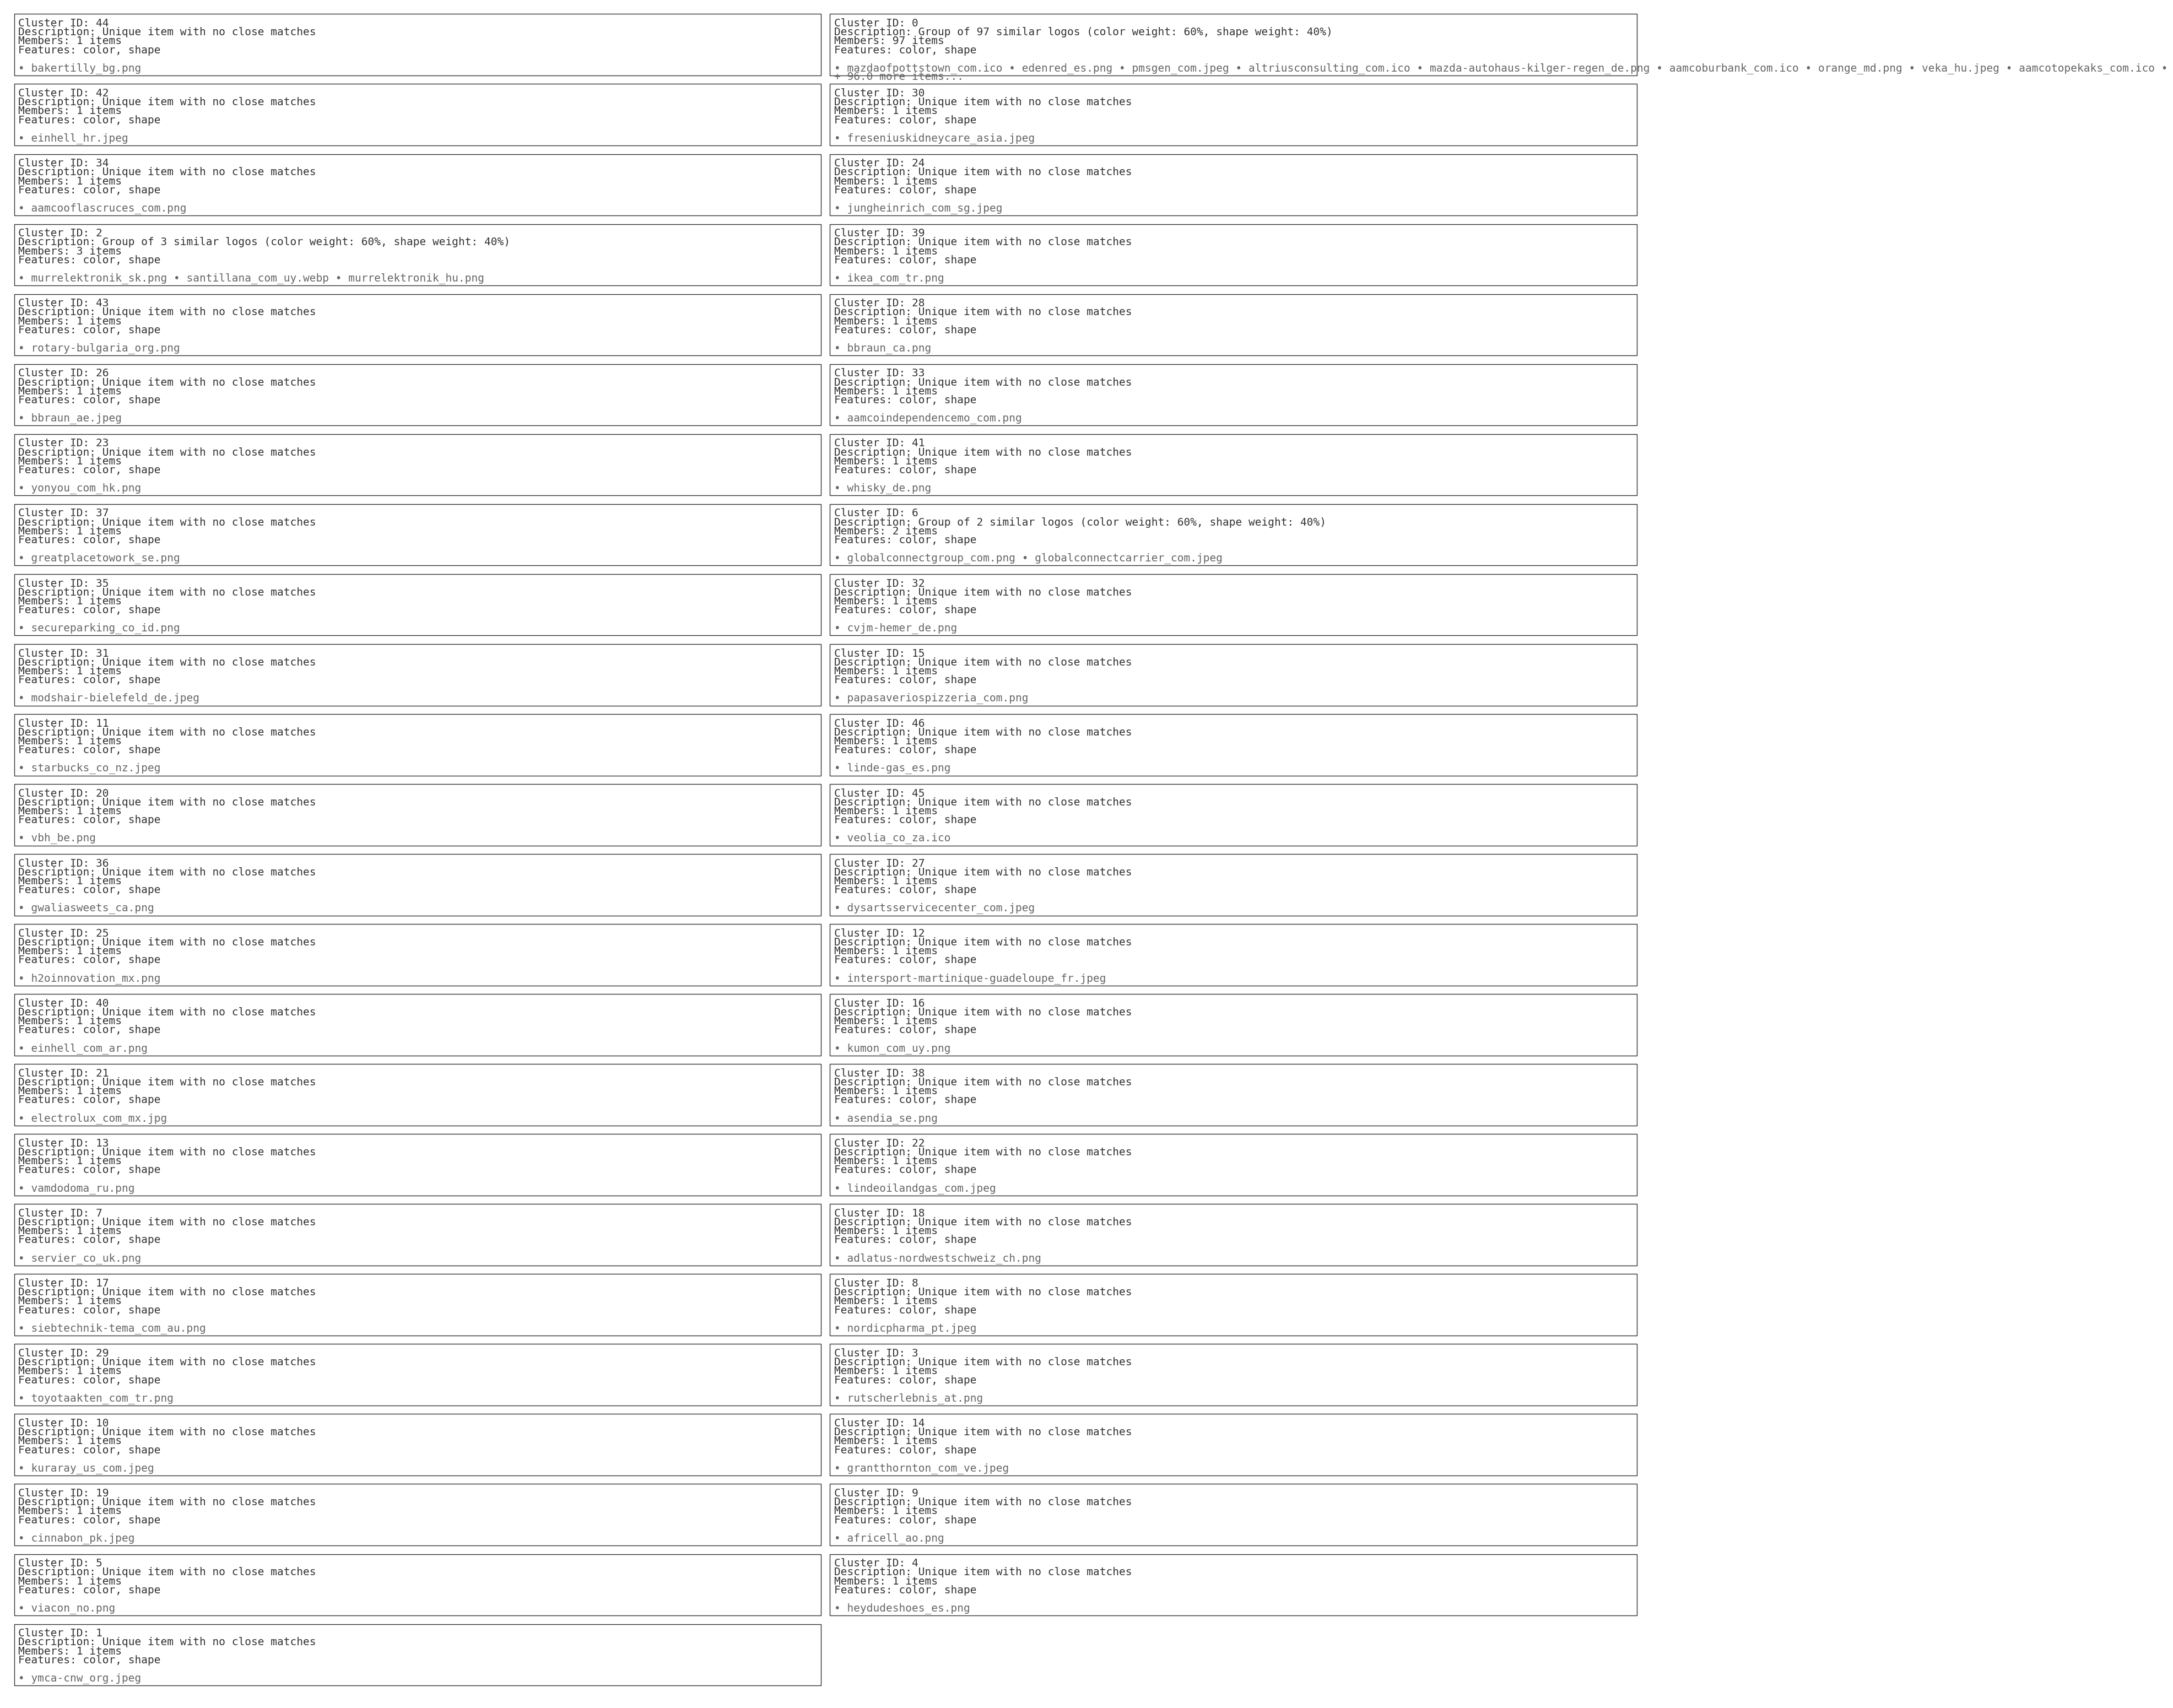 Cluster ID: 44
Description: Unique item with no close matches
Members: 1 items
Features: color, shape
• bakertilly_bg.png
Cluster ID: 0
Description: Group of 97 similar logos (color weight: 60%, shape weight: 40%)
Members: 97 items
Features: color, shape
• mazdaofpottstown_com.ico • edenred_es.png • pmsgen_com.jpeg • altriusconsulting_com.ico • mazda-autohaus-kilger-regen_de.png • aamcoburbank_com.ico • orange_md.png • veka_hu.jpeg • aamcotopekaks_com.ico •
+ 96.0 more items...
Cluster ID: 42
Description: Unique item with no close matches
Members: 1 items
Features: color, shape
• einhell_hr.jpeg
Cluster ID: 30
Description: Unique item with no close matches
Members: 1 items
Features: color, shape
• freseniuskidneycare_asia.jpeg
Cluster ID: 34
Description: Unique item with no close matches
Members: 1 items
Features: color, shape
• aamcooflascruces_com.png
Cluster ID: 24
Description: Unique item with no close matches
Members: 1 items
Features: color, shape
• jungheinrich_com_sg.jpeg
Cluster ID: 2
Description: Group of 3 similar logos (color weight: 60%, shape weight: 40%)
Members: 3 items
Features: color, shape
• murrelektronik_sk.png • santillana_com_uy.webp • murrelektronik_hu.png
Cluster ID: 39
Description: Unique item with no close matches
Members: 1 items
Features: color, shape
• ikea_com_tr.png
Cluster ID: 43
Description: Unique item with no close matches
Members: 1 items
Features: color, shape
• rotary-bulgaria_org.png
Cluster ID: 28
Description: Unique item with no close matches
Members: 1 items
Features: color, shape
• bbraun_ca.png
Cluster ID: 26
Description: Unique item with no close matches
Members: 1 items
Features: color, shape
• bbraun_ae.jpeg
Cluster ID: 33
Description: Unique item with no close matches
Members: 1 items
Features: color, shape
• aamcoindependencemo_com.png
Cluster ID: 23
Description: Unique item with no close matches
Members: 1 items
Features: color, shape
• yonyou_com_hk.png
Cluster ID: 41
Description: Unique item with no close matches
Members: 1 items
Features: color, shape
• whisky_de.png
Cluster ID: 37
Description: Unique item with no close matches
Members: 1 items
Features: color, shape
• greatplacetowork_se.png
Cluster ID: 6
Description: Group of 2 similar logos (color weight: 60%, shape weight: 40%)
Members: 2 items
Features: color, shape
• globalconnectgroup_com.png • globalconnectcarrier_com.jpeg
Cluster ID: 35
Description: Unique item with no close matches
Members: 1 items
Features: color, shape
• secureparking_co_id.png
Cluster ID: 32
Description: Unique item with no close matches
Members: 1 items
Features: color, shape
• cvjm-hemer_de.png
Cluster ID: 31
Description: Unique item with no close matches
Members: 1 items
Features: color, shape
• modshair-bielefeld_de.jpeg
Cluster ID: 15
Description: Unique item with no close matches
Members: 1 items
Features: color, shape
• papasaveriospizzeria_com.png
Cluster ID: 11
Description: Unique item with no close matches
Members: 1 items
Features: color, shape
• starbucks_co_nz.jpeg
Cluster ID: 46
Description: Unique item with no close matches
Members: 1 items
Features: color, shape
• linde-gas_es.png
Cluster ID: 20
Description: Unique item with no close matches
Members: 1 items
Features: color, shape
• vbh_be.png
Cluster ID: 45
Description: Unique item with no close matches
Members: 1 items
Features: color, shape
• veolia_co_za.ico
Cluster ID: 36
Description: Unique item with no close matches
Members: 1 items
Features: color, shape
• gwaliasweets_ca.png
Cluster ID: 27
Description: Unique item with no close matches
Members: 1 items
Features: color, shape
• dysartsservicecenter_com.jpeg
Cluster ID: 25
Description: Unique item with no close matches
Members: 1 items
Features: color, shape
• h2oinnovation_mx.png
Cluster ID: 12
Description: Unique item with no close matches
Members: 1 items
Features: color, shape
• intersport-martinique-guadeloupe_fr.jpeg
Cluster ID: 40
Description: Unique item with no close matches
Members: 1 items
Features: color, shape
• einhell_com_ar.png
Cluster ID: 16
Description: Unique item with no close matches
Members: 1 items
Features: color, shape
• kumon_com_uy.png
Cluster ID: 21
Description: Unique item with no close matches
Members: 1 items
Features: color, shape
• electrolux_com_mx.jpg
Cluster ID: 38
Description: Unique item with no close matches
Members: 1 items
Features: color, shape
• asendia_se.png
Cluster ID: 13
Description: Unique item with no close matches
Members: 1 items
Features: color, shape
• vamdodoma_ru.png
Cluster ID: 22
Description: Unique item with no close matches
Members: 1 items
Features: color, shape
• lindeoilandgas_com.jpeg
Cluster ID: 7
Description: Unique item with no close matches
Members: 1 items
Features: color, shape
• servier_co_uk.png
Cluster ID: 18
Description: Unique item with no close matches
Members: 1 items
Features: color, shape
• adlatus-nordwestschweiz_ch.png
Cluster ID: 17
Description: Unique item with no close matches
Members: 1 items
Features: color, shape
• siebtechnik-tema_com_au.png
Cluster ID: 8
Description: Unique item with no close matches
Members: 1 items
Features: color, shape
• nordicpharma_pt.jpeg
Cluster ID: 29
Description: Unique item with no close matches
Members: 1 items
Features: color, shape
• toyotaakten_com_tr.png
Cluster ID: 3
Description: Unique item with no close matches
Members: 1 items
Features: color, shape
• rutscherlebnis_at.png
Cluster ID: 10
Description: Unique item with no close matches
Members: 1 items
Features: color, shape
• kuraray_us_com.jpeg
Cluster ID: 14
Description: Unique item with no close matches
Members: 1 items
Features: color, shape
• grantthornton_com_ve.jpeg
Cluster ID: 19
Description: Unique item with no close matches
Members: 1 items
Features: color, shape
• cinnabon_pk.jpeg
Cluster ID: 9
Description: Unique item with no close matches
Members: 1 items
Features: color, shape
• africell_ao.png
Cluster ID: 5
Description: Unique item with no close matches
Members: 1 items
Features: color, shape
• viacon_no.png
Cluster ID: 4
Description: Unique item with no close matches
Members: 1 items
Features: color, shape
• heydudeshoes_es.png
Cluster ID: 1
Description: Unique item with no close matches
Members: 1 items
Features: color, shape
• ymca-cnw_org.jpeg